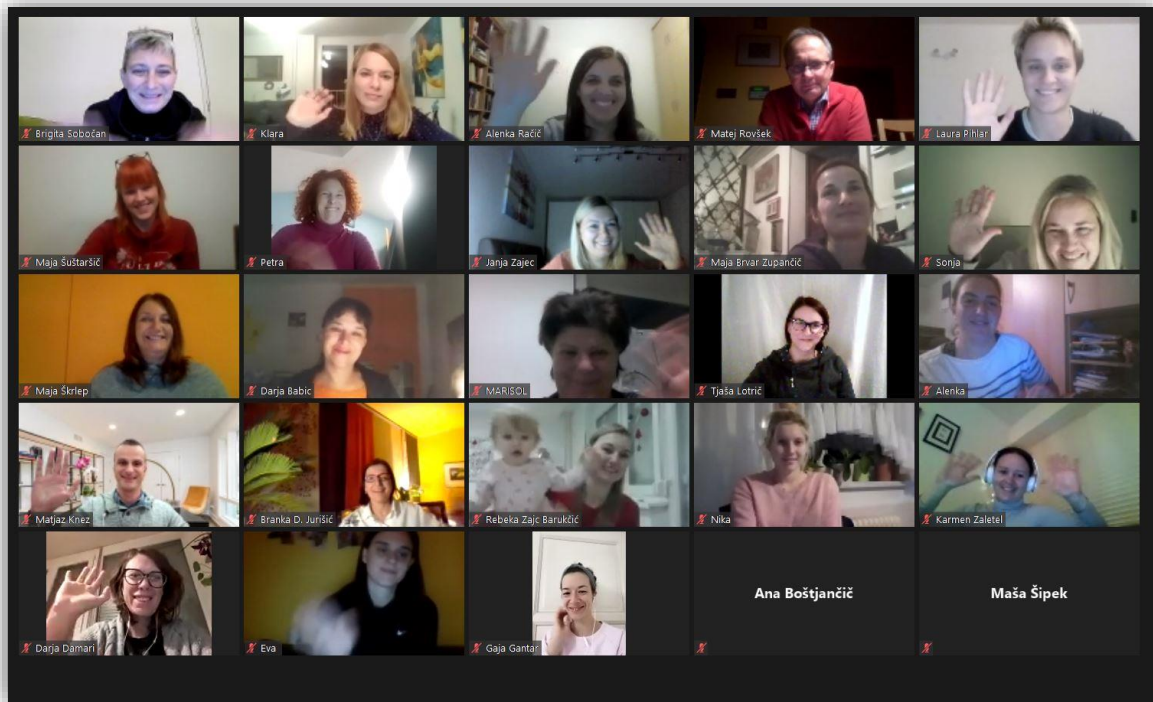 Brigita Sobočan
Klara
Alenka Račič
Matej Rovšek
Laura Pihlar
Maja Šuštaršič
Petra
Janja Zajec
Maja Brvar Zupančič
Sonja
Maja Škrlep
Darja Babic
MARISOL
Tjaša Lotrič
Alenka
Matjaz Knez
Branka D. Jurišić
Rebeka Zajc Barukčić
Nika
Karmen Zaletel
Darja Damari
Eva
Gaja Gantar
Ana Boštjančič
Maša Šipek